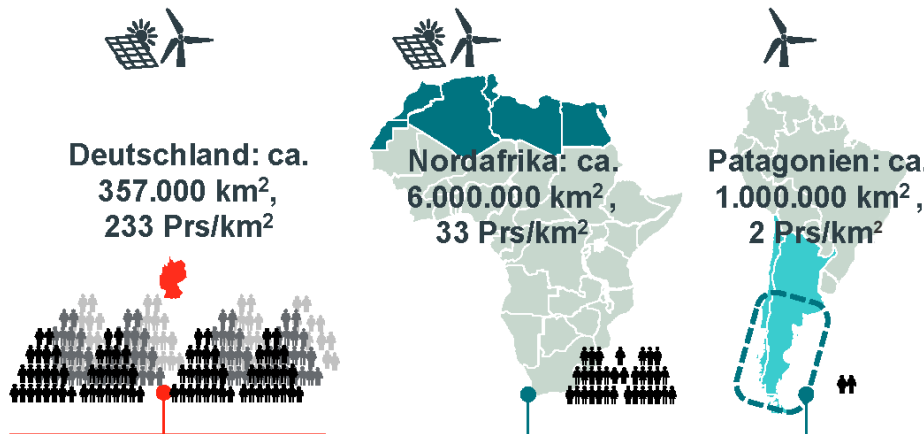 Deutschland: ca.
357.000 km²,
233 Prs/km²
Nordafrika: ca.
6.000.000 km²,
33 Prs/km²
Patagonien: ca.
1.000.000 km²,
2 Prs/km²